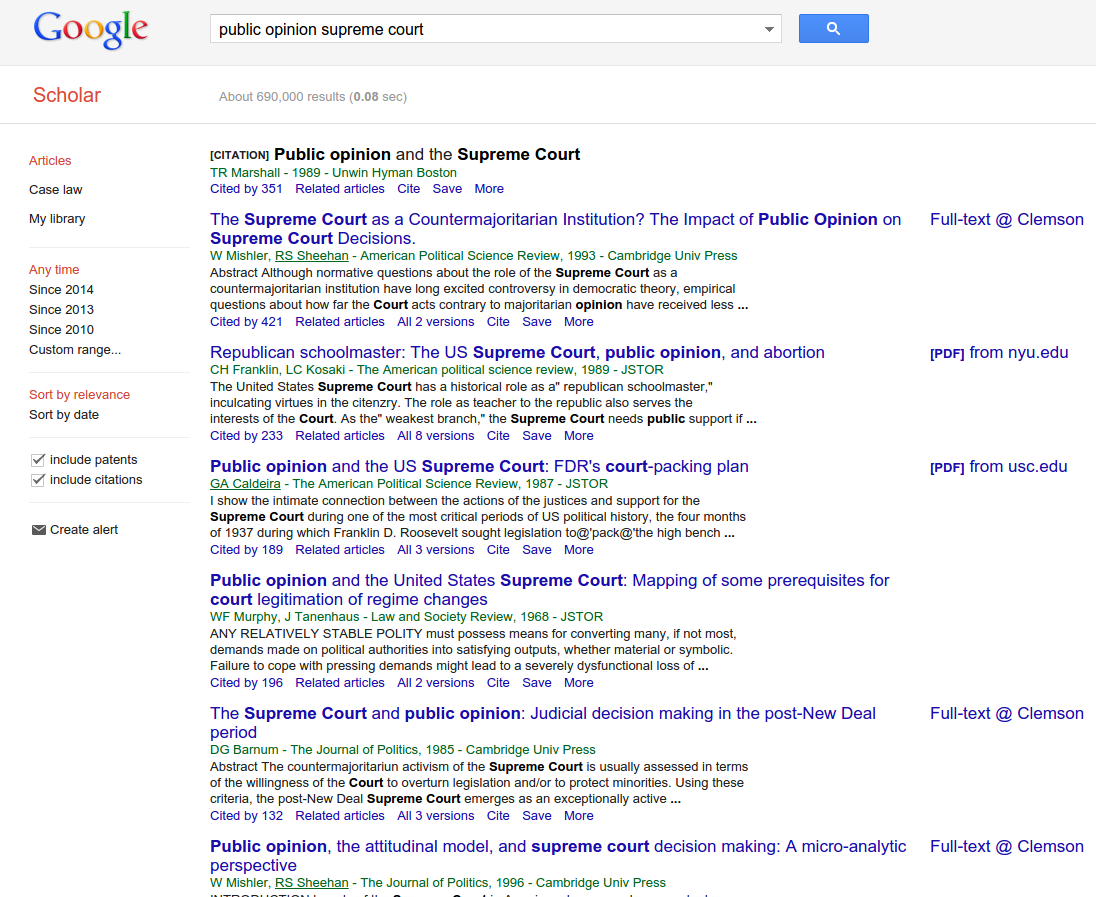 Google
public opinion supreme court
Scholar
About 690,000 results (0.08 sec)
Articles
Case law
My library
Any time
Since 2014
Since 2013
Since 2010
Custom range...
Sort by relevance
Sort by date
include patents
include citations
Create alert
[CITATION] Public opinion and the Supreme Court
TR Marshall - 1989 - Unwin Hyman Boston
Cited by 351 Related articles Cite Save More
The Supreme Court as a Countermajoritarian Institution? The Impact of Public Opinion on
Supreme Court Decisions.
Full-text @ Clemson
W Mishler, RS Sheehan - American Political Science Review, 1993 - Cambridge Univ Press
Abstract Although normative questions about the role of the Supreme Court as a
countermajoritarian institution have long excited controversy in democratic theory, empirical
questions about how far the Court acts contrary to majoritarian opinion have received less ...
Cited by 421 Related articles All 2 versions Cite Save More
Republican schoolmaster: The US Supreme Court, public opinion, and abortion
[PDF] from nyu.edu
CH Franklin, LC Kosaki - The American political science review, 1989 - JSTOR
The United States Supreme Court has a historical role as a" republican schoolmaster,"
inculcating virtues in the citenzry. The role as teacher to the republic also serves the
interests of the Court. As the" weakest branch," the Supreme Court needs public support if ...
Cited by 233 Related articles All 8 versions Cite Save More
Public opinion and the US Supreme Court: FDR's court-packing plan
[PDF] from usc.edu
GA Caldeira - The American Political Science Review, 1987 - JSTOR
I show the intimate connection between the actions of the justices and support for the
Supreme Court during one of the most critical periods of US political history, the four months
of 1937 during which Franklin D. Roosevelt sought legislation to@'pack@'the high bench ...
Cited by 189 Related articles All 3 versions Cite Save More
Public opinion and the United States Supreme Court: Mapping of some prerequisites for
court legitimation of regime changes
WF Murphy, J Tanenhaus - Law and Society Review, 1968 - JSTOR
ANY RELATIVELY STABLE POLITY must possess means for converting many, if not most,
demands made on political authorities into satisfying outputs, whether material or symbolic.
Failure to cope with pressing demands might lead to a severely dysfunctional loss of ...
Cited by 196 Related articles All 2 versions Cite Save More
The Supreme Court and public opinion: Judicial decision making in the post-New Deal
period
Full-text @ Clemson
DG Barnum - The Journal of Politics, 1985 - Cambridge Univ Press
Abstract The countermajoritariun activism of the Supreme Court is usually assessed in terms
of the willingness of the Court to overturn legislation and/or to protect minorities. Using these
criteria, the post-New Deal Supreme Court emerges as an exceptionally active ...
Cited by 132 Related articles All 3 versions Cite Save More
Public opinion, the attitudinal model, and supreme court decision making: A micro-analytic
perspective
Full-text @ Clemson
W Mishler, RS Sheehan - The Journal of Politics, 1996 - Cambridge Univ Press